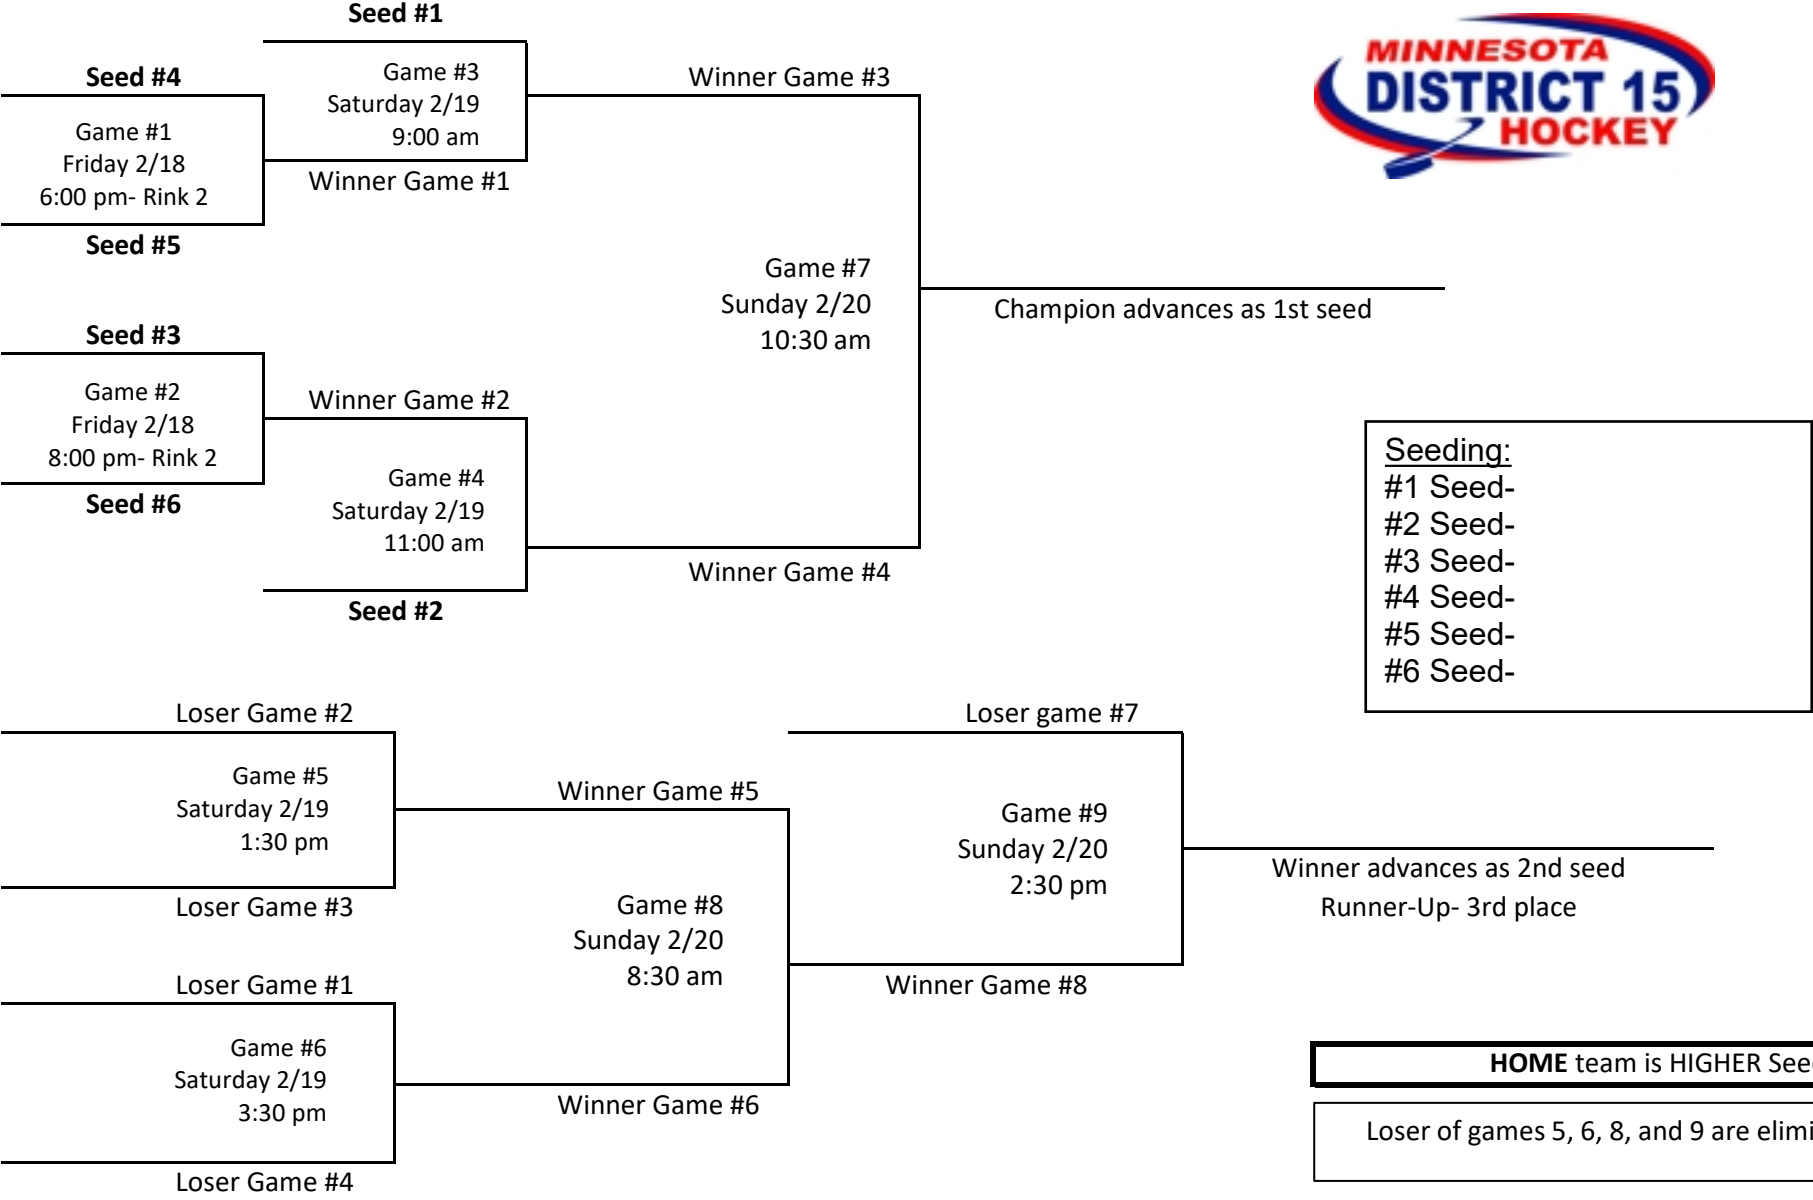 Seed #1
MINNESOTA
DISTRICT 15
HOCKEY
Seed #4
Game #1
Friday 2/18
6:00 pm- Rink 2
Seed #5
Game #3
Saturday 2/19
9:00 am
Winner Game #1
Winner Game #3
Game #7
Sunday 2/20
10:30 am
Champion advances as 1st seed
Seed #3
Game #2
Friday 2/18
8:00 pm- Rink 2
Seed #6
Winner Game #2
Game #4
Saturday 2/19
11:00 am
Seed #2
Winner Game #4
Seeding:
#1 Seed-
#2 Seed-
#3 Seed-
#4 Seed-
#5 Seed-
#6 Seed-
Loser Game #2
Game #5
Saturday 2/19
1:30 pm
Loser Game #3
Winner Game #5
Game #8
Sunday 2/20
8:30 am
Loser Game #1
Game #6
Saturday 2/19
3:30 pm
Loser Game #4
Winner Game #6
Loser game #7
Game #9
Sunday 2/20
2:30 pm
Winner Game #8
Winner advances as 2nd seed
Runner-Up- 3rd place
HOME team is HIGHER See
Loser of games 5, 6, 8, and 9 are elimi